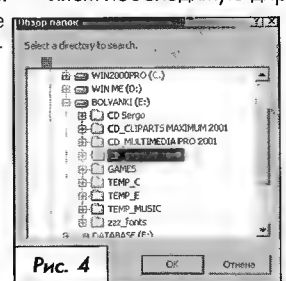 Обзор папок
Select a directory to search.
WIN2000PRO (C:)
WIN ME (D:)
BOLVANKI (E:)
CD Sergo
CD_CLIPARTS MAXIMUM 2001
CD_MULTIMEDIA PRO 2001
GAMES
TEMP_C
TEMP_E
TEMP_MUSIC
zzz_fonts
DATABASE (F:)
OK
Отмена
Рис. 4